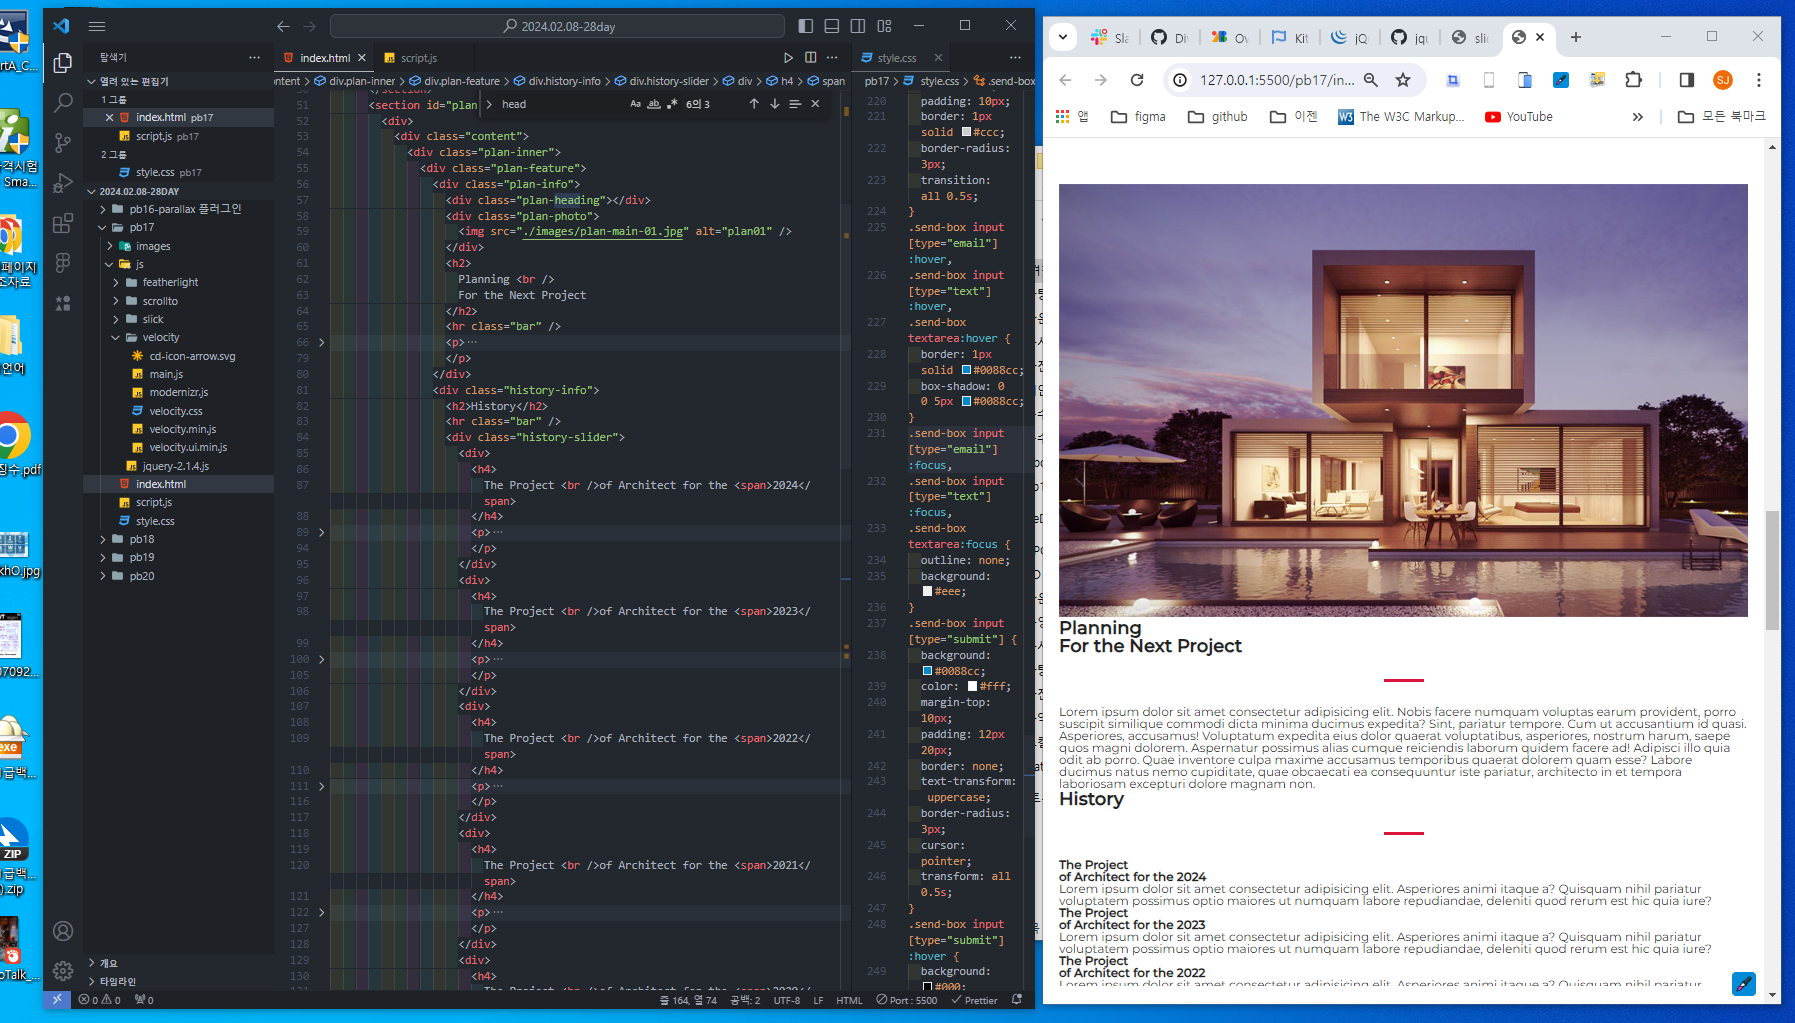 2024.02.08-28day
탐색기
열려 있는 편집기
1 그룹
index.html pb17
script.js pb17
2 그룹
style.css pb17
2024.02.08-28DAY
pb16-parallax 플러그인
pb17
images
js
featherlight
scrollto
slick
velocity
cd-icon-arrow.svg
main.js
modernizr.js
velocity.css
velocity.min.js
velocity.ui.min.js
jquery-2.1.4.js
index.html
script.js
style.css
pb18
pb19
pb20
개요
타임라인
index.html
script.js
ontent > div.plan-inner > div.plan-feature > div.history-info > div.history-slider > div > h4 > span
head
Aa ab 6의 3
51 <section id="plan
52 <div>
53 <div class="content">
54 <div class="plan-inner">
55 <div class="plan-feature">
56 <div class="plan-info">
57 <div class="plan-heading"></div>
58 <div class="plan-photo">
59 <img src="./images/plan-main-01.jpg" alt="plan01" />
60 </div>
61 <h2>
62 Planning <br />
63 For the Next Project
64 </h2>
65 <hr class="bar" />
66 <p>…
79 </p>
80 </div>
81 <div class="history-info">
82 <h2>History</h2>
83 <hr class="bar" />
84 <div class="history-slider">
85 <div>
86 <h4>
87 The Project <br />of Architect for the <span>2024</
span>
88 </h4>
89 <p>…
94 </p>
95 </div>
96 <div>
97 <h4>
98 The Project <br />of Architect for the <span>2023</
span>
99 </h4>
100 <p>…
105 </p>
106 </div>
107 <div>
108 <h4>
109 The Project <br />of Architect for the <span>2022</
span>
110 </h4>
111 <p>…
116 </p>
117 </div>
118 <div>
119 <h4>
120 The Project <br />of Architect for the <span>2021</
span>
121 </h4>
122 <p>…
127 </p>
128 </div>
129 <div>
130 <h4>
style.css
pb17 > style.css > .send-box
220 padding: 10px;
221 border: 1px
solid #ccc;
222 border-radius:
3px;
223 transition:
all 0.5s;
224 }
225 .send-box input
[type="email"]
:hover,
226 .send-box input
[type="text"]
:hover,
227 .send-box
textarea:hover {
228 border: 1px
solid #0088cc;
229 box-shadow: 0
0 5px #0088cc;
230 }
231 .send-box input
[type="email"]
:focus,
232 .send-box input
[type="text"]
:focus,
233 .send-box
textarea:focus {
234 outline: none;
235 background:
#eee;
236 }
237 .send-box input
[type="submit"] {
238 background:
#0088cc;
239 color: #fff;
240 margin-top:
10px;
241 padding: 12px
20px;
242 border: none;
243 text-transform:
uppercase;
244 border-radius:
3px;
245 cursor:
pointer;
246 transform: all
0.5s;
247 }
248 .send-box input
[type="submit"]
:hover {
249 background:
#000;
0 0 0
줄 164, 열 74 공백: 2 UTF-8 LF HTML Port : 5500 Prettier
127.0.0.1:5500/pb17/in...
SJ
앱 figma github 이젠 The W3C Markup... YouTube » 모든 북마크
Planning
For the Next Project
Lorem ipsum dolor sit amet consectetur adipisicing elit. Nobis facere numquam voluptas earum provident, porro
suscipit similique commodi dicta minima ducimus expedita? Sint, pariatur tempore. Cum ut accusantium id quasi.
Asperiores, accusamus! Voluptatum expedita eius dolor quaerat voluptatibus, asperiores, nostrum harum, saepe
quos magni dolorem. Aspernatur possimus alias cumque reiciendis laborum quidem facere ad! Adipisci illo quia
odit ab porro. Quae inventore culpa maxime accusamus temporibus quaerat dolorem quam esse? Labore
ducimus natus nemo cupiditate, quae obcaecati ea consequuntur iste pariatur, architecto in et tempora
laboriosam excepturi dolore magnam non.
History
The Project
of Architect for the 2024
Lorem ipsum dolor sit amet consectetur adipisicing elit. Asperiores animi itaque a? Quisquam nihil pariatur
voluptatem possimus optio maiores ut numquam labore repudiandae, deleniti quod rerum est hic quia iure?
The Project
of Architect for the 2023
Lorem ipsum dolor sit amet consectetur adipisicing elit. Asperiores animi itaque a? Quisquam nihil pariatur
voluptatem possimus optio maiores ut numquam labore repudiandae, deleniti quod rerum est hic quia iure?
The Project
of Architect for the 2022
Lorem ipsum dolor sit amet consectetur adipisicing elit. Asperiores animi itaque a? Quisquam nihil pariatur